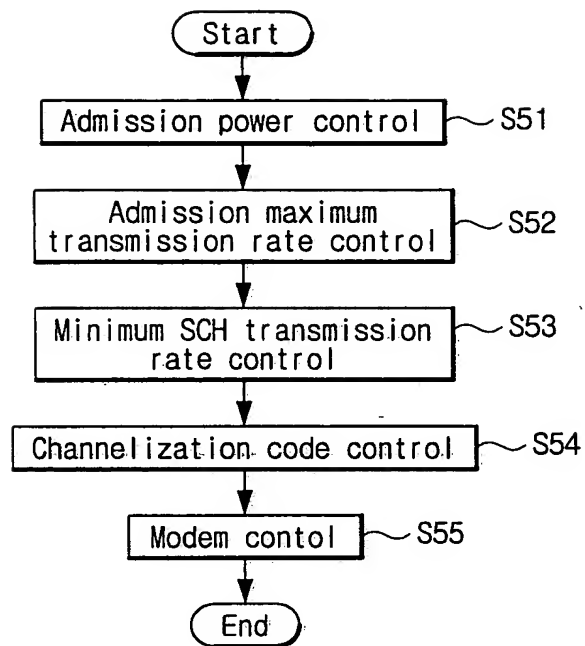 Start
Admission power control
S51
Admission maximum
transmission rate control
S52
Minimum SCH transmission
rate control
S53
Channelization code control
S54
Modem contol
S55
End